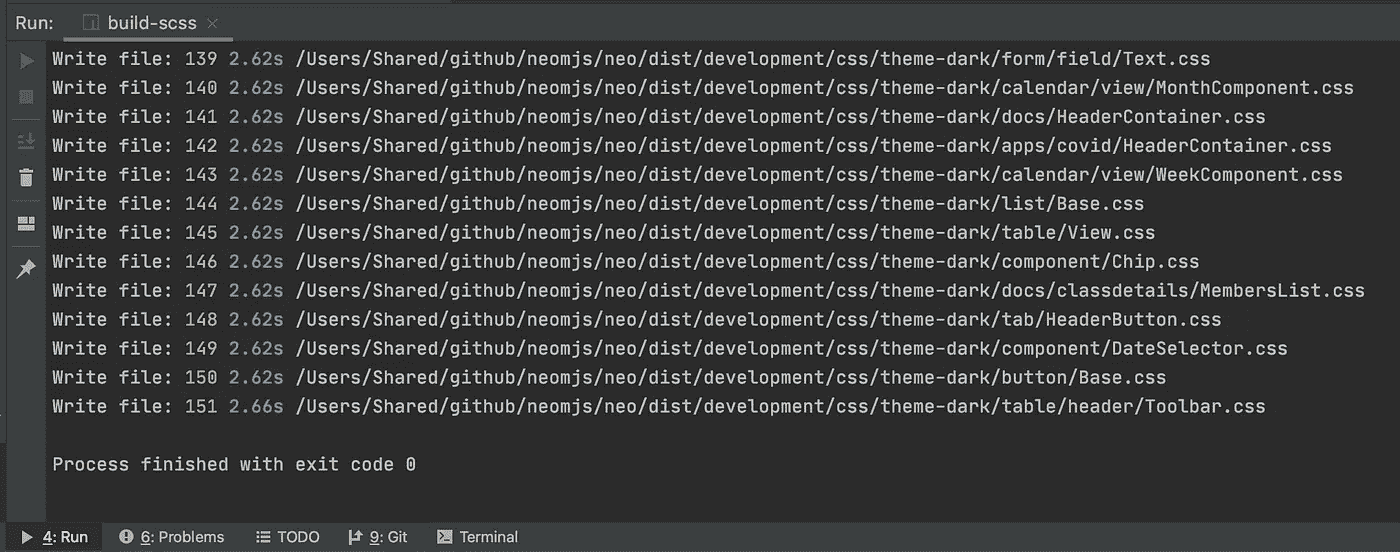 Run: build-scss
Write file: 139 2.62s /Users/Shared/github/neomjs/neo/dist/development/css/theme-dark/form/field/Text.css
Write file: 140 2.62s /Users/Shared/github/neomjs/neo/dist/development/css/theme-dark/calendar/view/MonthComponent.css
Write file: 141 2.62s /Users/Shared/github/neomjs/neo/dist/development/css/theme-dark/docs/HeaderContainer.css
Write file: 142 2.62s /Users/Shared/github/neomjs/neo/dist/development/css/theme-dark/apps/covid/HeaderContainer.css
Write file: 143 2.62s /Users/Shared/github/neomjs/neo/dist/development/css/theme-dark/calendar/view/WeekComponent.css
Write file: 144 2.62s /Users/Shared/github/neomjs/neo/dist/development/css/theme-dark/list/Base.css
Write file: 145 2.62s /Users/Shared/github/neomjs/neo/dist/development/css/theme-dark/table/View.css
Write file: 146 2.62s /Users/Shared/github/neomjs/neo/dist/development/css/theme-dark/component/Chip.css
Write file: 147 2.62s /Users/Shared/github/neomjs/neo/dist/development/css/theme-dark/docs/classdetails/MembersList.css
Write file: 148 2.62s /Users/Shared/github/neomjs/neo/dist/development/css/theme-dark/tab/HeaderButton.css
Write file: 149 2.62s /Users/Shared/github/neomjs/neo/dist/development/css/theme-dark/component/DateSelector.css
Write file: 150 2.62s /Users/Shared/github/neomjs/neo/dist/development/css/theme-dark/button/Base.css
Write file: 151 2.66s /Users/Shared/github/neomjs/neo/dist/development/css/theme-dark/table/header/Toolbar.css
Process finished with exit code 0
4: Run 6: Problems TODO 9: Git Terminal